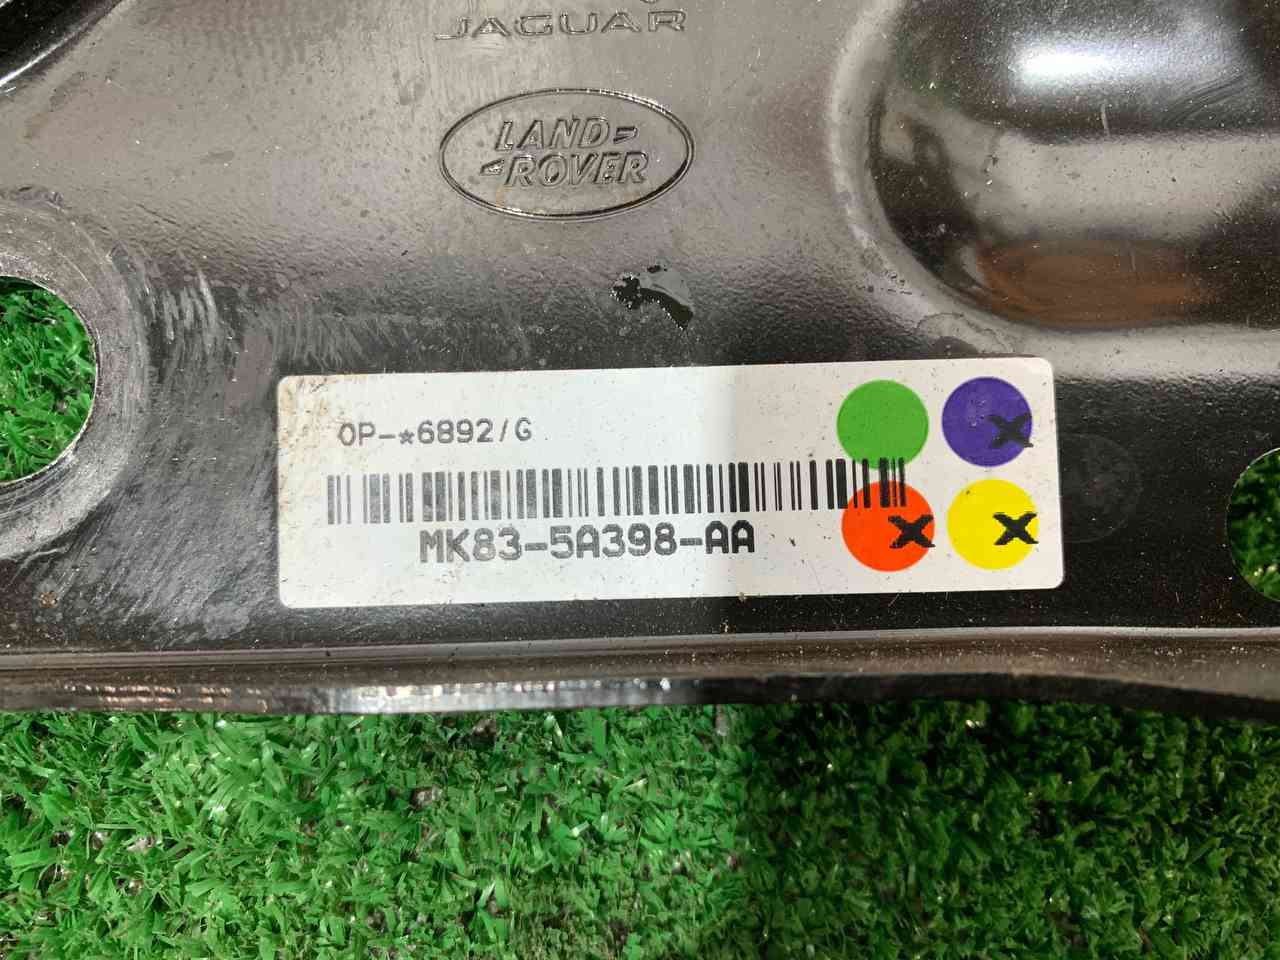 JAGUAR
LAND-
-ROVER
OP-*6892/G
MK83-5A398-AA
X
X
X